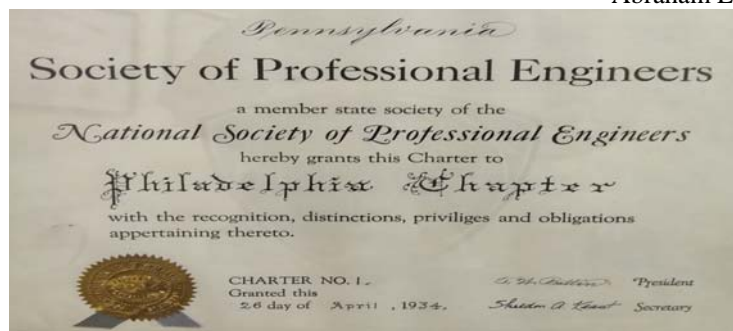 Abraham
Pennsylvania
Society of Professional Engineers
a member state society of the
National Society of Professional Engineers
hereby grants this Charter to
Philadelphia Chapter
with the recognition, distinctions, priviliges and obligations
appertaining thereto.
CHARTER NO. 1.
President
Granted this
26 day of April, 1934.
Secretary